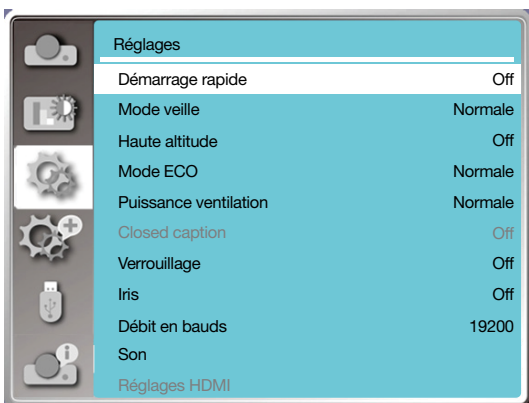 Réglages
Démarrage rapide Off
Mode veille Normale
Haute altitude Off
Mode ECO Normale
Puissance ventilation Normale
Closed caption Off
Verrouillage Off
Iris Off
Débit en bauds 19200
Son
Réglages HDMI